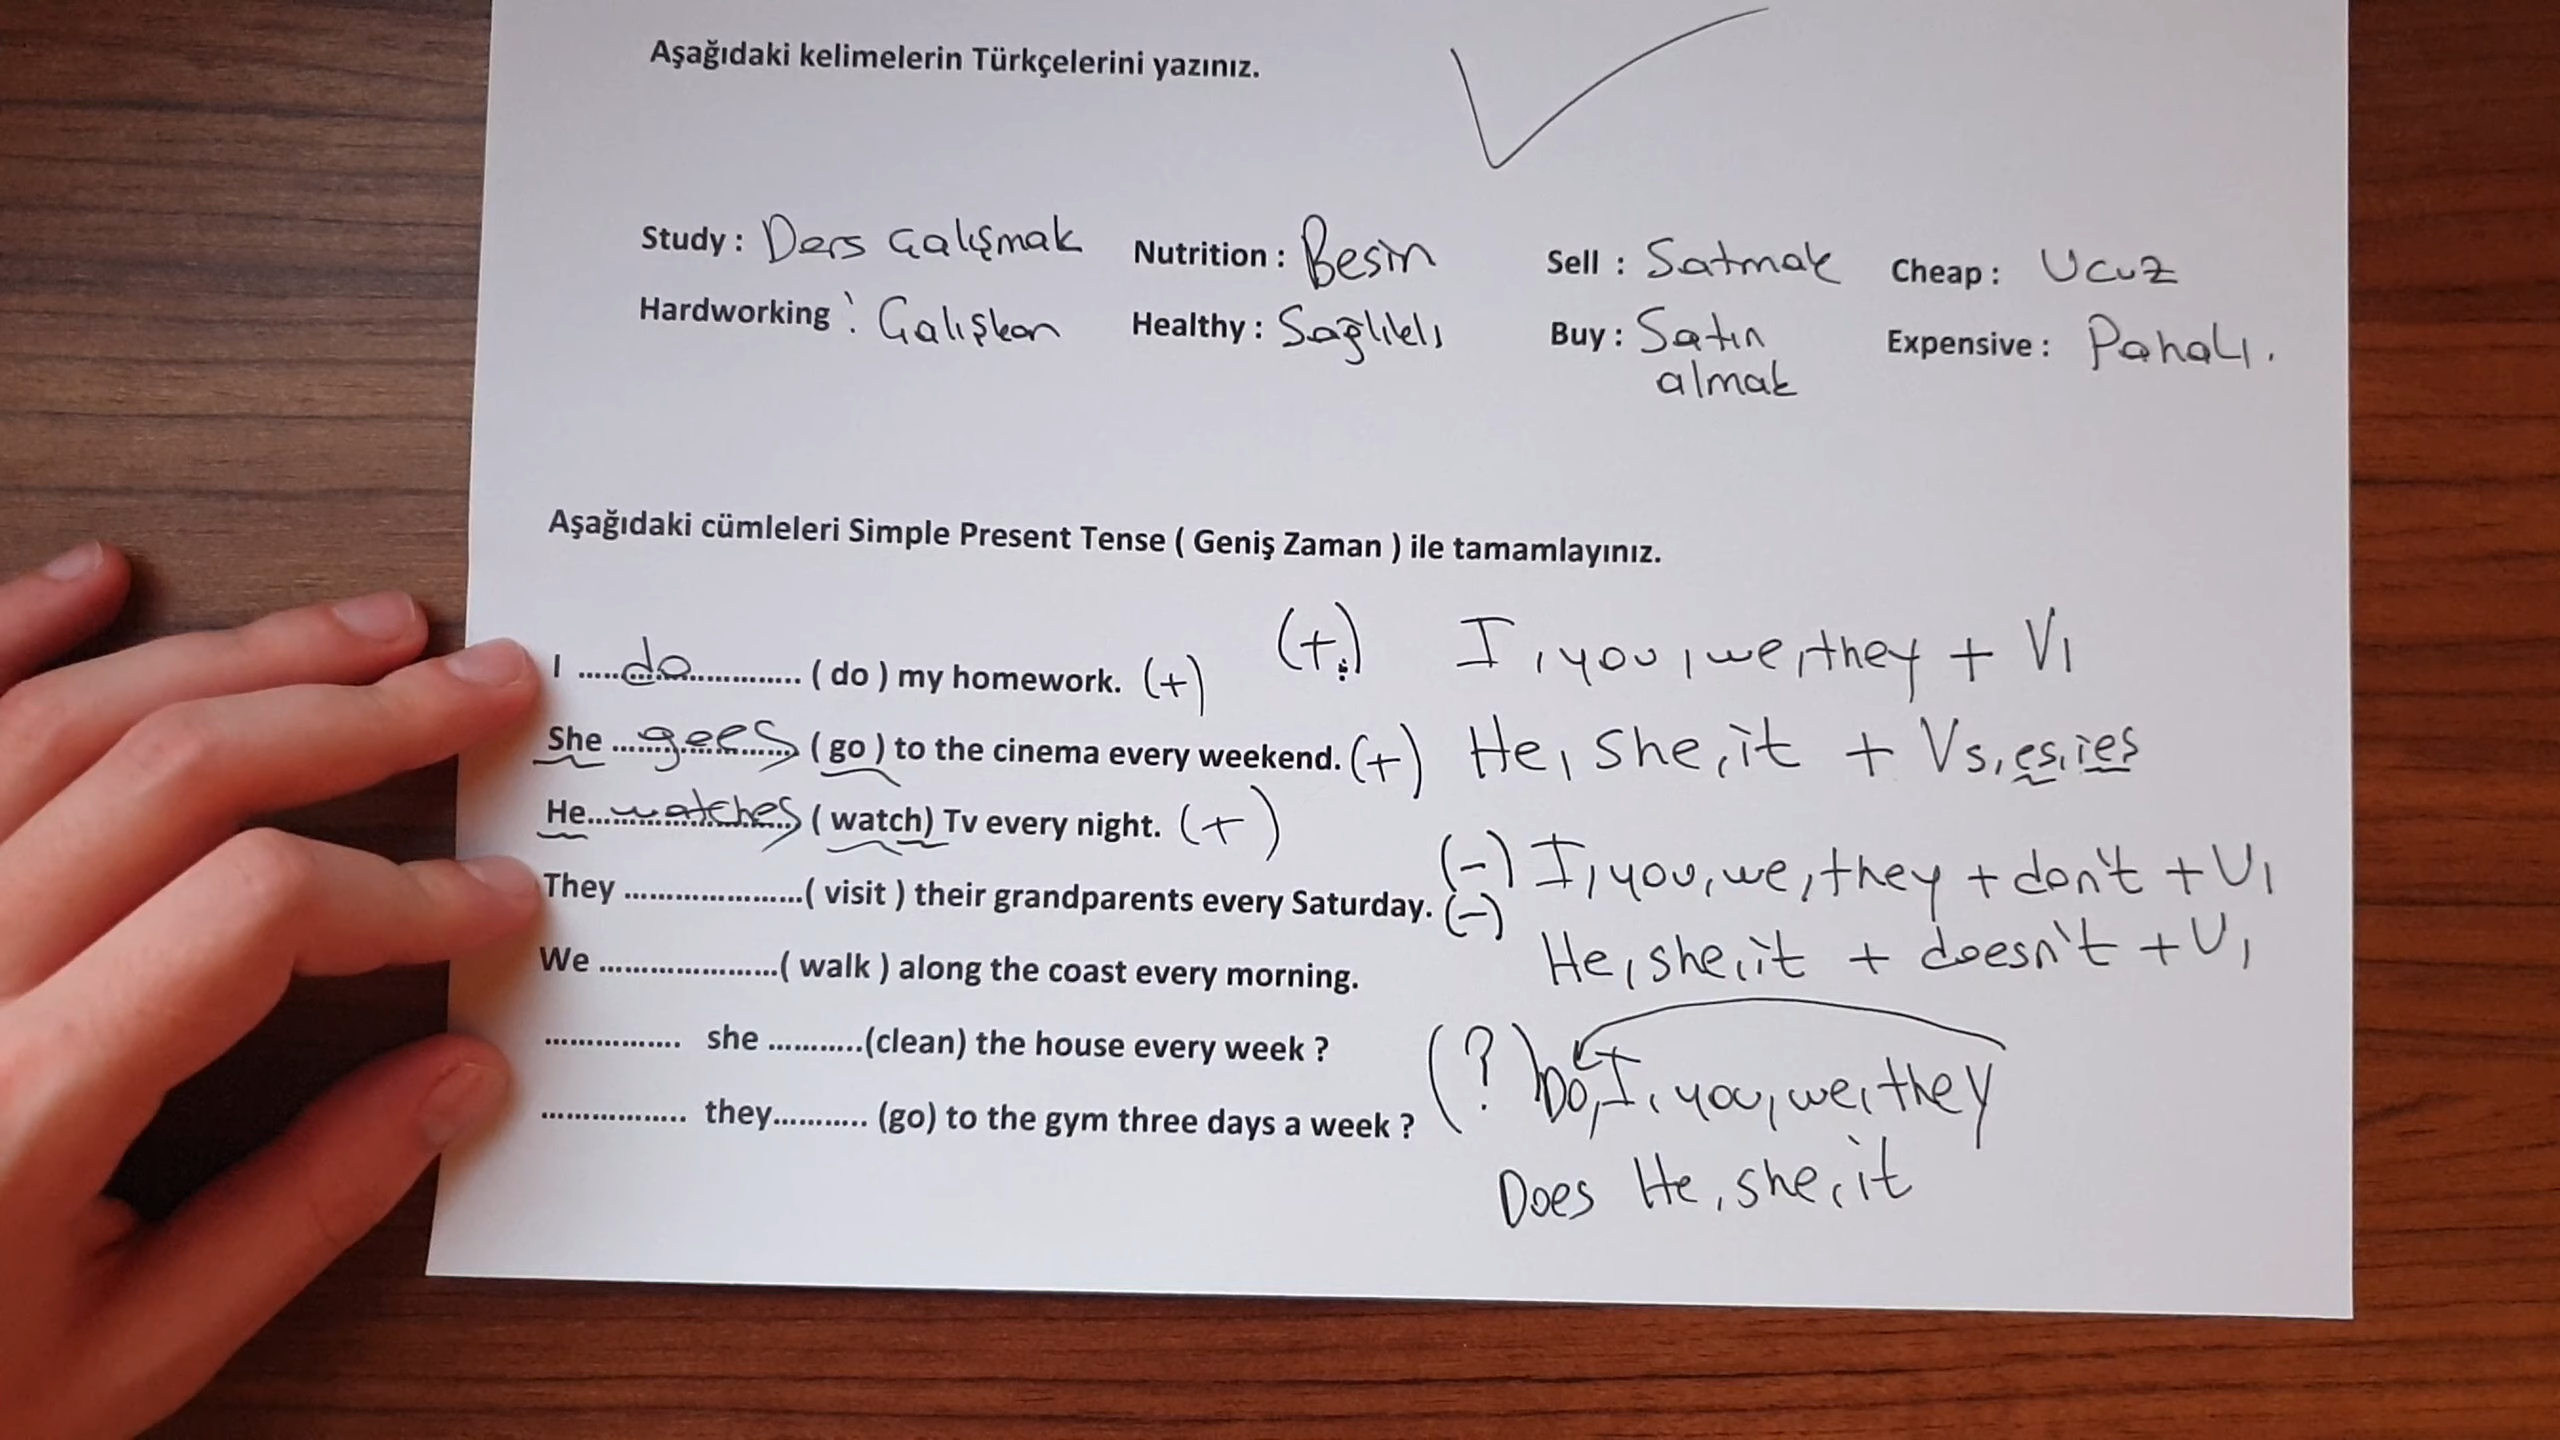 Aşağıdaki kelimelerin Türkçelerini yazınız.
Study : Ders Çalışmak Nutrition : Besin Sell : Satmak Cheap : Ucuz
Hardworking : Çalışkan Healthy : Sağlıklı Buy : Satın almak Expensive : Pahalı.
Aşağıdaki cümleleri Simple Present Tense ( Geniş Zaman ) ile tamamlayınız.
I .....do................ ( do ) my homework. (+)
(+) I, you, we, they + V1
She ...goes... ( go ) to the cinema every weekend. (+)
He, she, it + Vs, es, ies
He...watches... ( watch) Tv every night. (+)
(-) I, you, we, they + don't + V1
They .....................( visit ) their grandparents every Saturday. (-)
He, she, it + doesn't + V1
We .....................( walk ) along the coast every morning.
................ she ...........(clean) the house every week ?
(?) Do I, you, we, they +
................. they........... (go) to the gym three days a week ?
Does He, she, it